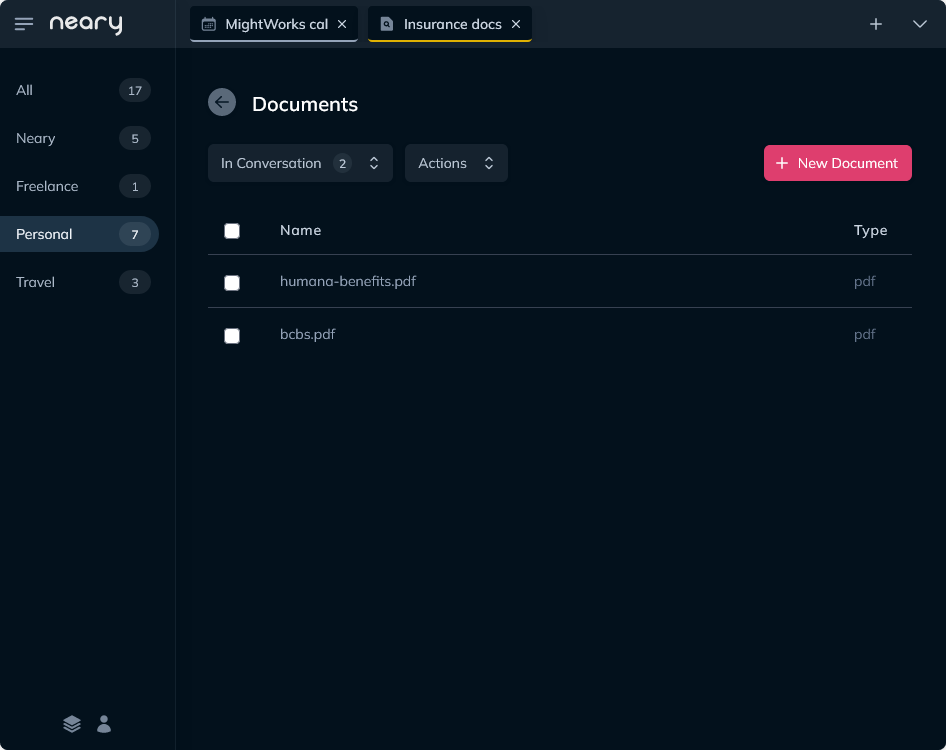 neary
MightWorks cal
Insurance docs
All 17
Neary 5
Freelance 1
Personal 7
Travel 3
Documents
In Conversation 2
Actions
New Document
Name Type
humana-benefits.pdf pdf
bcbs.pdf pdf